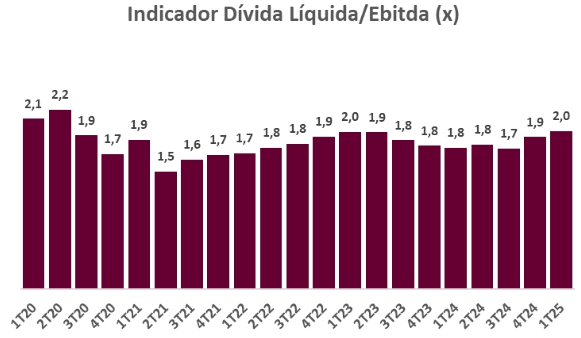 Indicador Dívida Líquida/Ebitda (x)
2,1 2,2 1,9 1,7 1,9 1,5 1,6 1,7 1,7 1,8 1,8 1,9 2,0 1,9 1,8 1,8 1,8 1,8 1,7 1,9 2,0
1T20 2T20 3T20 4T20 1T21 2T21 3T21 4T21 1T22 2T22 3T22 4T22 1T23 2T23 3T23 4T23 1T24 2T24 3T24 4T24 1T25